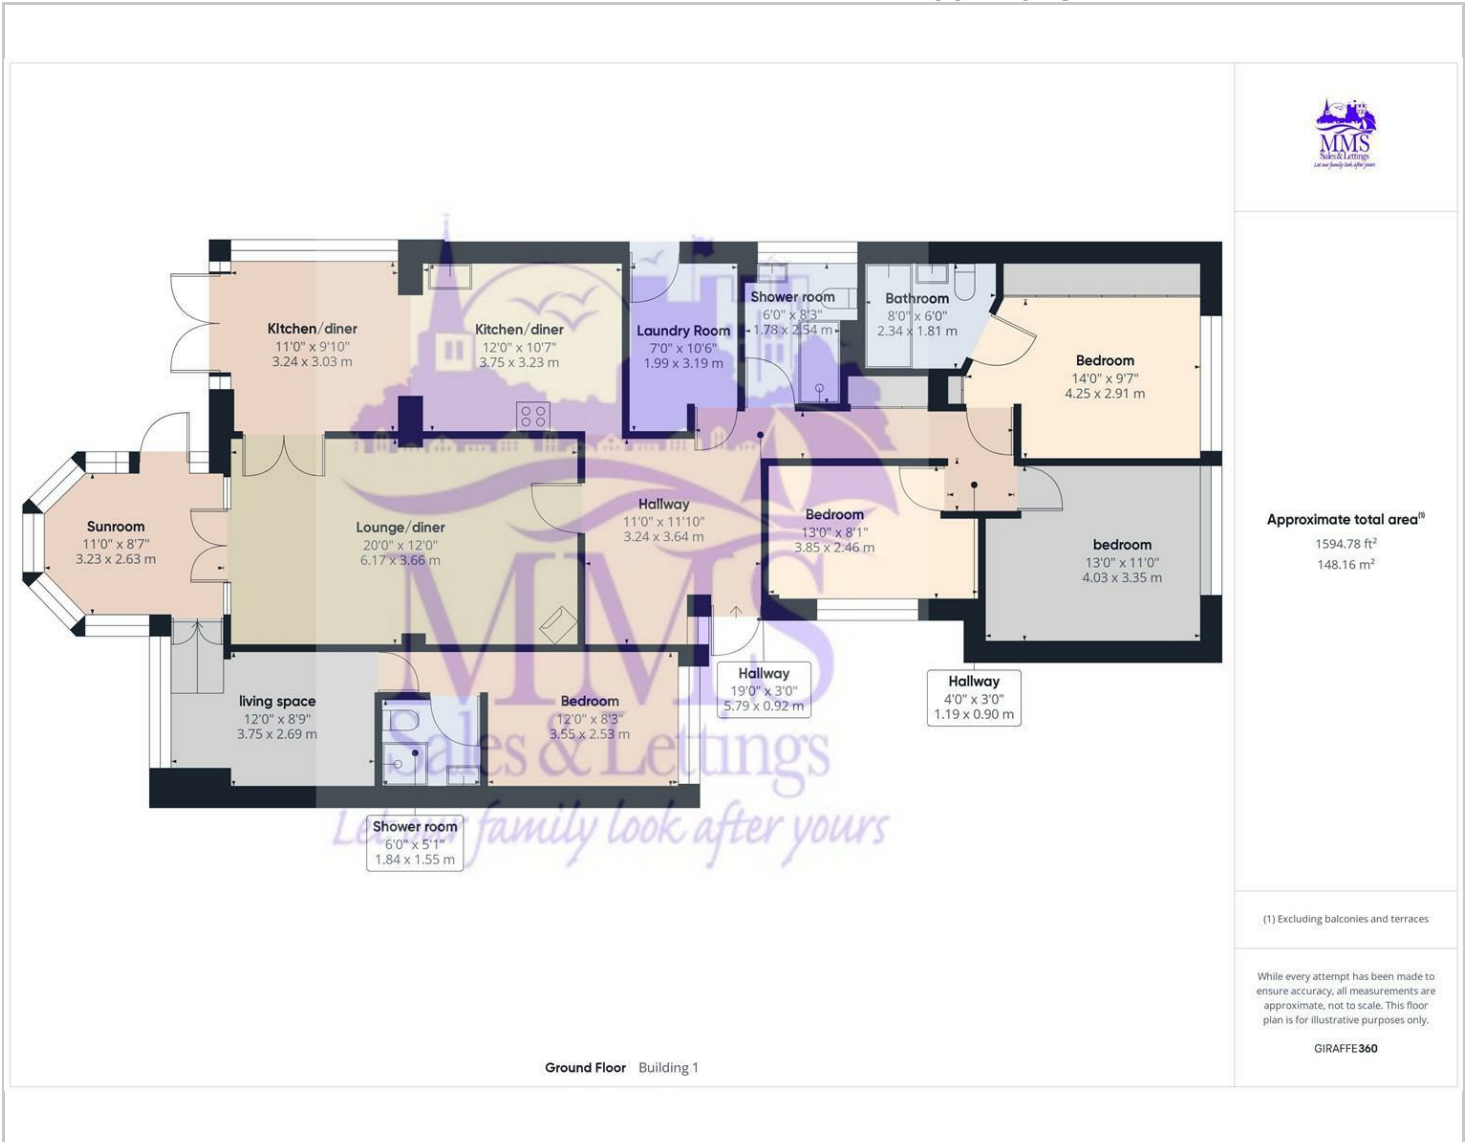 MMS
Sales & Lettings
Let our family look after yours
KItchen/diner
11'0" x 9'10"
3.24 x 3.03 m
Kitchen/diner
12'0" x 10'7"
3.75 x 3.23 m
Laundry Room
7'0" x 10'6"
1.99 x 3.19 m
Shower room
6'0" x 8'3"
1.78 x 2.54 m
Bathroom
8'0" x 6'0"
2.34 x 1.81 m
Bedroom
14'0" x 9'7"
4.25 x 2.91 m
Sunroom
11'0" x 8'7"
3.23 x 2.63 m
Lounge/diner
20'0" x 12'0"
6.17 x 3.66 m
Hallway
11'0" x 11'10"
3.24 x 3.64 m
Bedroom
13'0" x 8'1"
3.85 x 2.46 m
bedroom
13'0" x 11'0"
4.03 x 3.35 m
living space
12'0" x 8'9"
3.75 x 2.69 m
Bedroom
12'0" x 8'3"
3.55 x 2.53 m
Hallway
19'0" x 3'0"
5.79 x 0.92 m
Hallway
4'0" x 3'0"
1.19 x 0.90 m
Shower room
6'0" x 5'1"
1.84 x 1.55 m
MMS
Sales & Lettings
Let our family look after yours
Ground Floor Building 1
Approximate total area(1)
1594.78 ft²
148.16 m²
(1) Excluding balconies and terraces
While every attempt has been made to
ensure accuracy, all measurements are
approximate, not to scale. This floor
plan is for illustrative purposes only.
GIRAFFE360